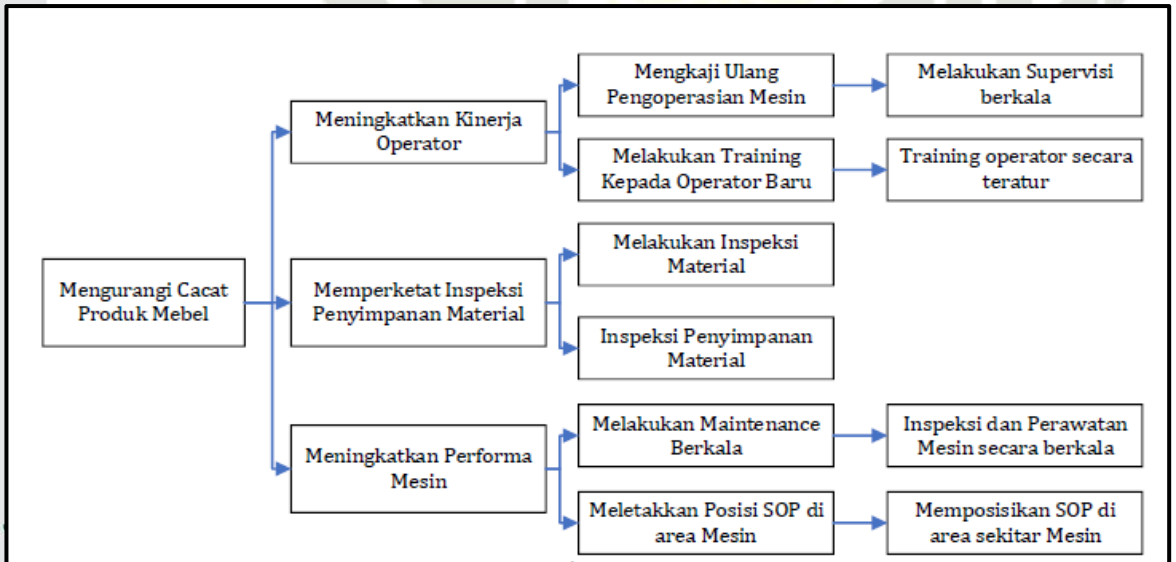 Mengkaji Ulang
Pengoperasian Mesin
Melakukan Supervisi
berkala
Meningkatkan Kinerja
Operator
Melakukan Training
Kepada Operator Baru
Training operator secara
teratur
Melakukan Inspeksi
Material
Mengurangi Cacat
Produk Mebel
Memperketat Inspeksi
Penyimpanan Material
Inspeksi Penyimpanan
Material
Melakukan Maintenance
Berkala
Inspeksi dan Perawatan
Mesin secara berkala
Meningkatkan Performa
Mesin
Meletakkan Posisi SOP di
area Mesin
Memposisikan SOP di
area sekitar Mesin